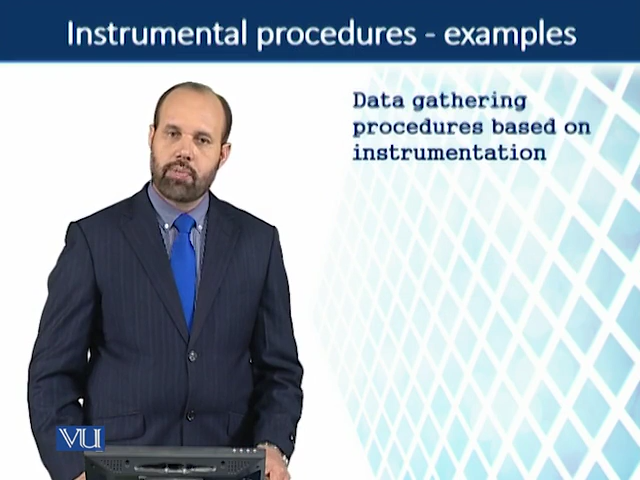 Instrumental procedures - examples
Data gathering
procedures based on
instrumentation
VU